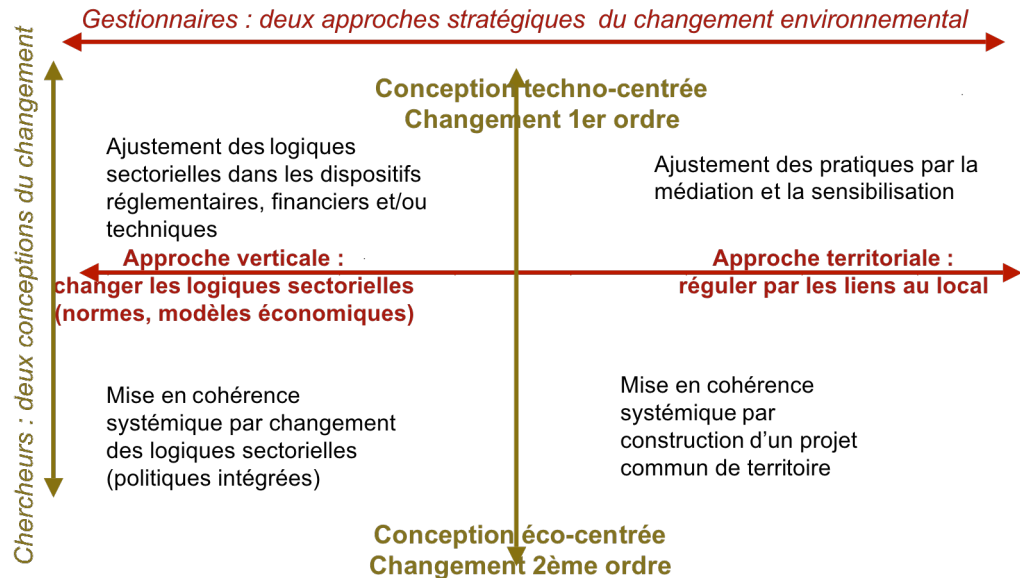 Gestionnaires : deux approches stratégiques du changement environnemental
Chercheurs : deux conceptions du changement
Conception techno-centrée
Changement 1er ordre
Ajustement des logiques
sectorielles dans les dispositifs
réglementaires, financiers et/ou
techniques
Ajustement des pratiques par la
médiation et la sensibilisation
Approche verticale :
changer les logiques sectorielles
(normes, modèles économiques)
Approche territoriale :
réguler par les liens au local
Mise en cohérence
systémique par changement
des logiques sectorielles
(politiques intégrées)
Mise en cohérence
systémique par
construction d'un projet
commun de territoire
Conception éco-centrée
Changement 2ème ordre